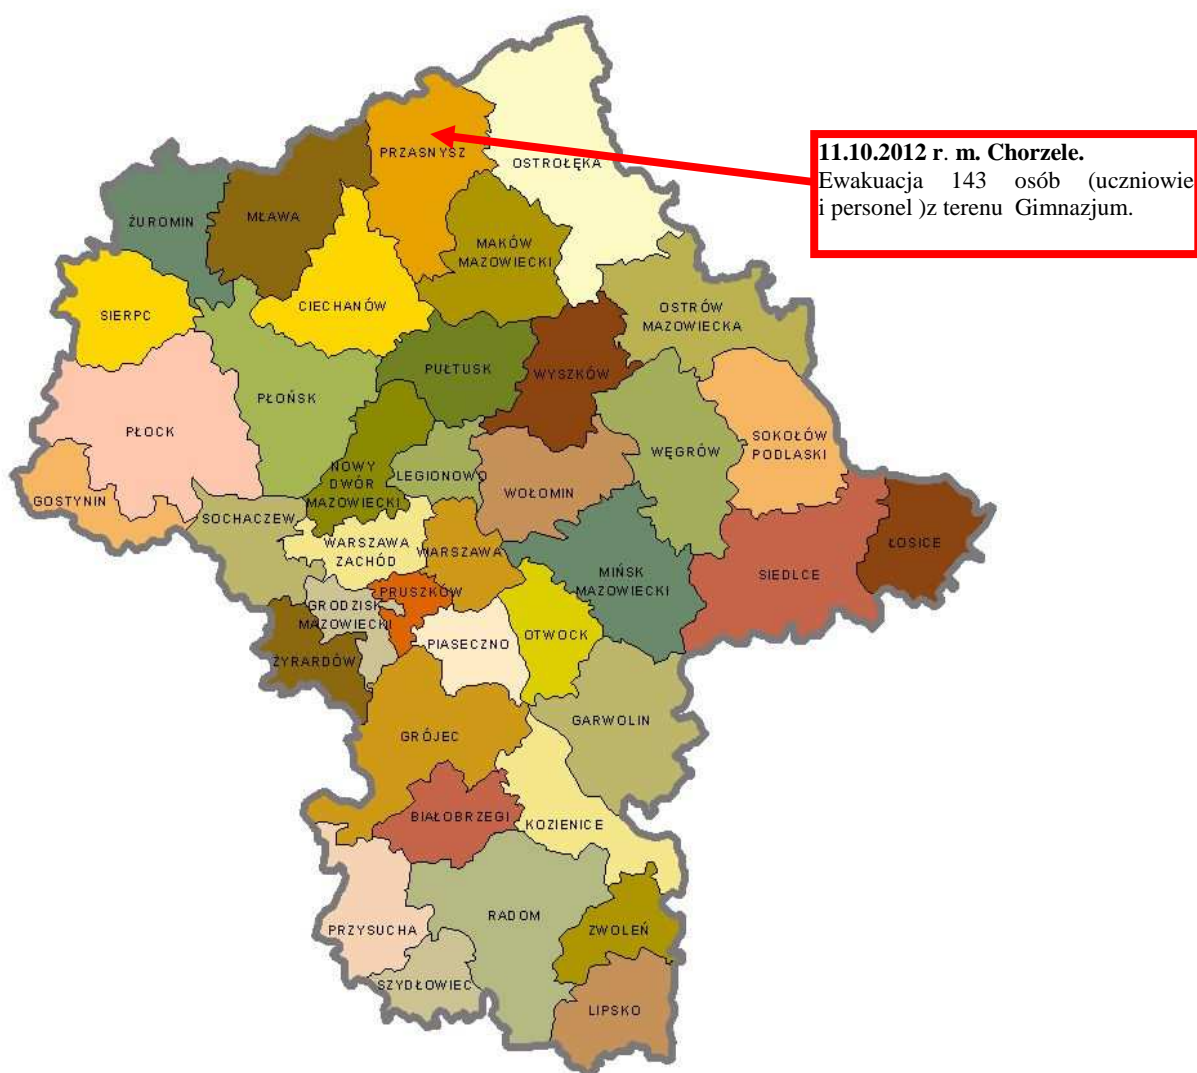 PRZASNYSZ
OSTROŁĘKA
11.10.2012 r. m. Chorzele.
Ewakuacja 143 osób (uczniowie
i personel )z terenu Gimnazjum.
ŻUROMIN
MŁAWA
MAKÓW
MAZOWIECKI
SIERPC
CIECHANÓW
OSTRÓW
MAZOWIECKA
PUŁTUSK
WYSZKÓW
PŁOŃSK
PŁOCK
SOKOŁÓW
PODLASKI
WĘGRÓW
NOWY
DWÓR
MAZOWIECKI
LEGIONOWO
WOŁOMIN
GOSTYNIN
SOCHACZEW
WARSZAWA
ZACHÓD
WARSZAWA
ŁOSICE
MIŃSK
MAZOWIECKI
SIEDLCE
PRUSZKÓW
GRODZISK
MAZOWIECKI
PIASECZNO
OTWOCK
ŻYRARDÓW
GARWOLIN
GRÓJEC
BIAŁOBRZEGI
KOZIENICE
RADOM
PRZYSUCHA
ZWOLEŃ
SZYDŁOWIEC
LIPSKO